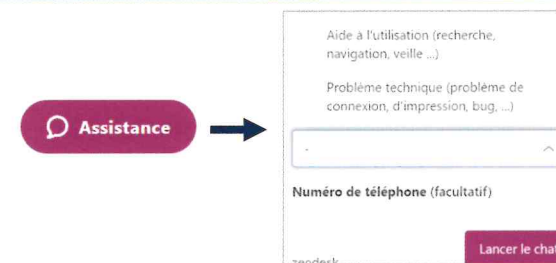 Assistance
Aide à l'utilisation (recherche,
navigation, veille ...)
Problème technique (problème de
connexion, d'impression, bug, ...)
-
Numéro de téléphone (facultatif)
Lancer le chat
zendesk